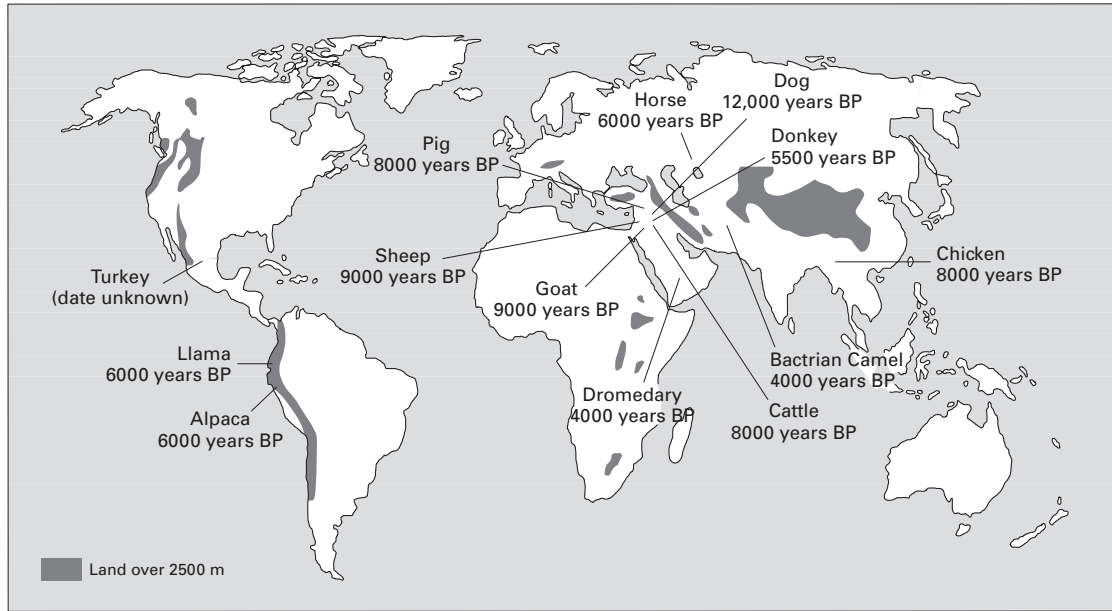 Dog
12,000 years BP
Horse
6000 years BP
Donkey
5500 years BP
Pig
8000 years BP
Sheep
9000 years BP
Goat
9000 years BP
Chicken
8000 years BP
Turkey
(date unknown)
Llama
6000 years BP
Alpaca
6000 years BP
Bactrian Camel
4000 years BP
Dromedary
4000 years BP
Cattle
8000 years BP
Land over 2500 m